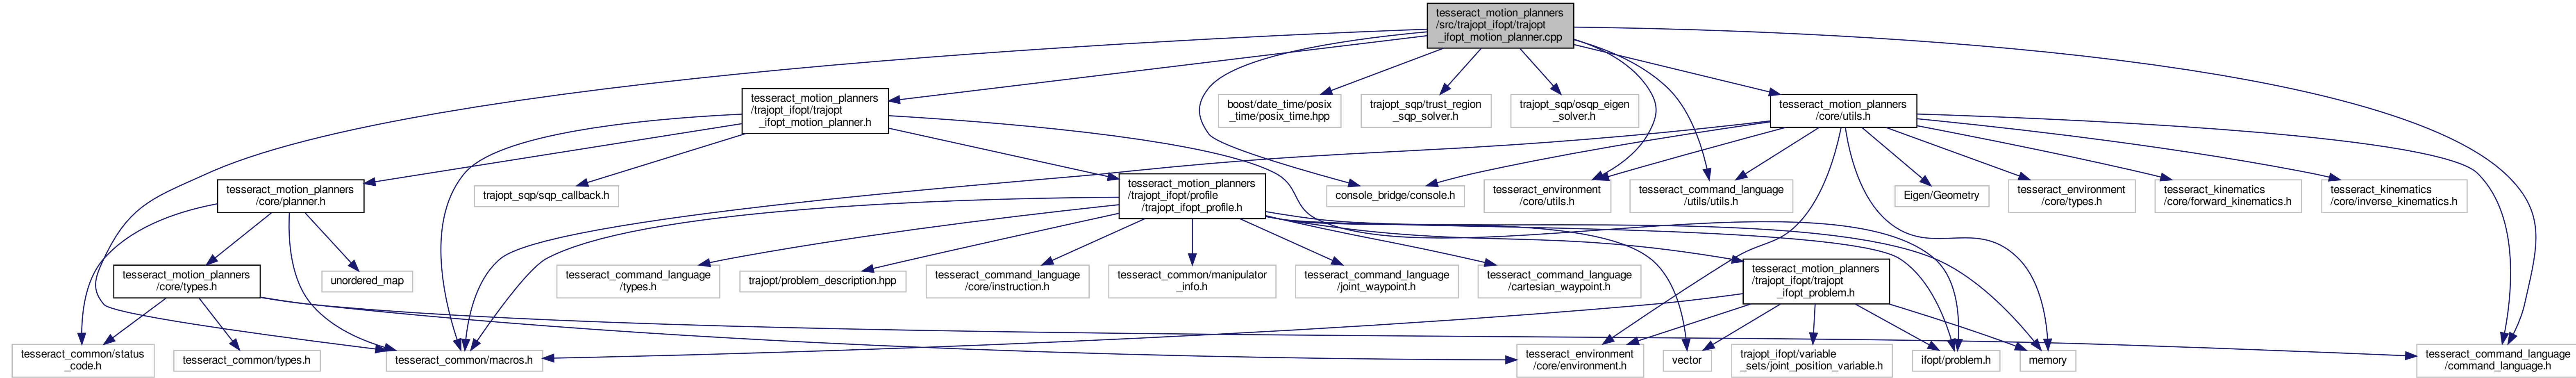 tesseract_motion_planners
/src/trajopt_ifopt/trajopt
_ifopt_motion_planner.cpp
tesseract_motion_planners
/trajopt_ifopt/trajopt
_ifopt_motion_planner.h
boost/date_time/posix
_time/posix_time.hpp
trajopt_sqp/trust_region
_sqp_solver.h
trajopt_sqp/osqp_eigen
_solver.h
tesseract_motion_planners
/core/utils.h
tesseract_motion_planners
/core/planner.h
trajopt_sqp/sqp_callback.h
tesseract_motion_planners
/trajopt_ifopt/profile
/trajopt_ifopt_profile.h
console_bridge/console.h
tesseract_environment
/core/utils.h
tesseract_command_language
/utils/utils.h
Eigen/Geometry
tesseract_environment
/core/types.h
tesseract_kinematics
/core/forward_kinematics.h
tesseract_kinematics
/core/inverse_kinematics.h
tesseract_motion_planners
/core/types.h
unordered_map
tesseract_command_language
/types.h
trajopt/problem_description.hpp
tesseract_command_language
/core/instruction.h
tesseract_common/manipulator
_info.h
tesseract_command_language
/joint_waypoint.h
tesseract_command_language
/cartesian_waypoint.h
tesseract_motion_planners
/trajopt_ifopt/trajopt
_ifopt_problem.h
tesseract_common/status
_code.h
tesseract_common/types.h
tesseract_common/macros.h
tesseract_environment
/core/environment.h
vector
trajopt_ifopt/variable
_sets/joint_position_variable.h
ifopt/problem.h
memory
tesseract_command_language
/command_language.h